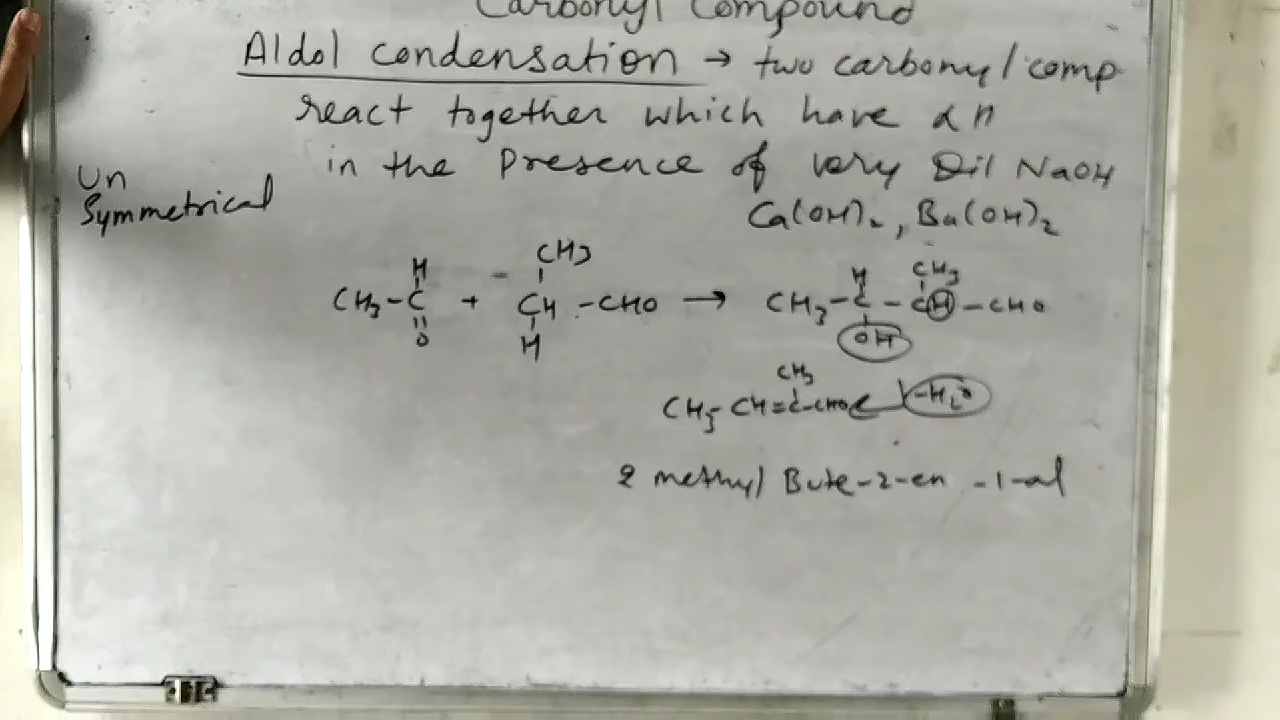 Carbonyl Compound
Aldol condensation → two carbonyl comp
react together which have α H
in the presence of very Dil NaOH
Un
Symmetrical
Ca(OH)₂, Ba(OH)₂
CH3
H
CH3-C + CH-CHO →
O
H
H CH3
CH3-C-CH-CHO
OH
CH3
CH3 CH=C-CHO
-H2O
2 methyl Bute-2-en -1-al